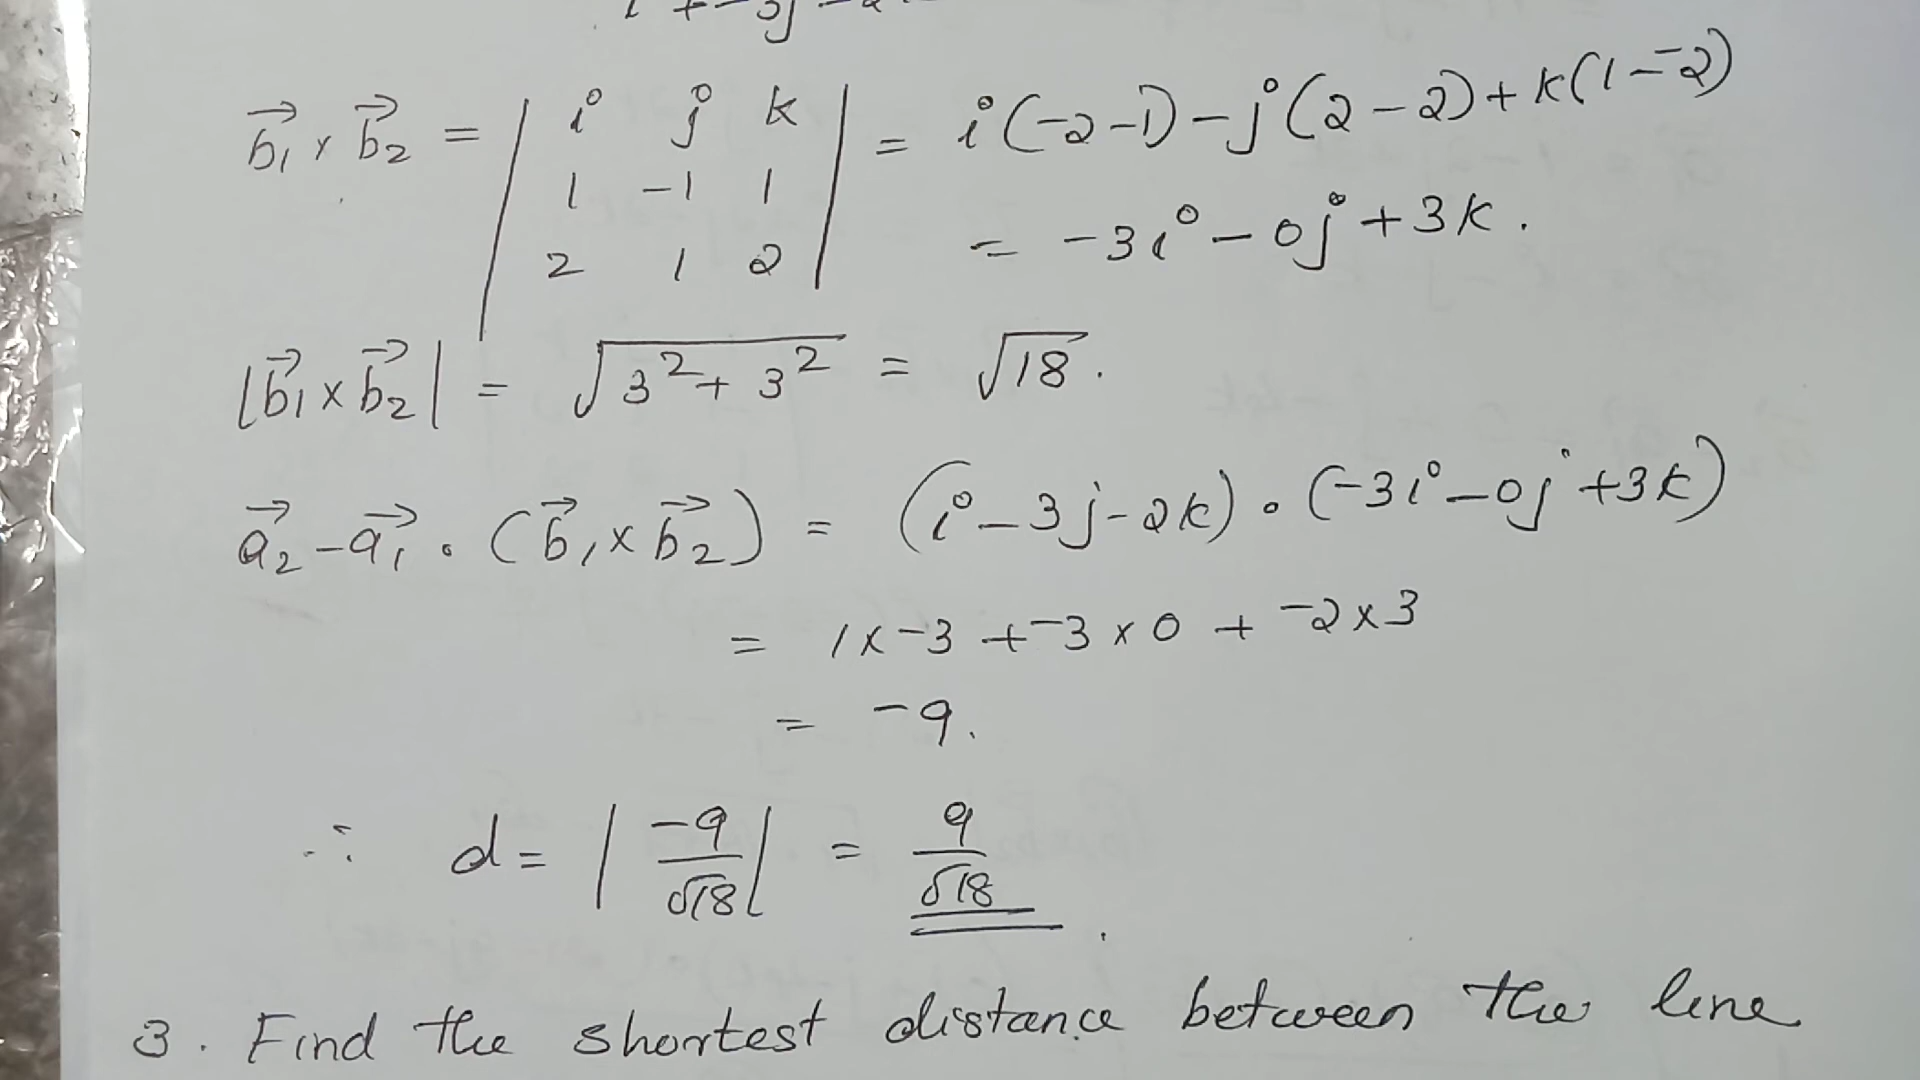 i + -3j - 2
b₁⃗ × b₂⃗ = | i j k | = i(-2-1) - j(2-2) + k(1--2)
1 -1 1
2 1 2
= -3i - 0j + 3k.
|b₁⃗ × b₂⃗| = √(3² + 3²) = √18.
a₂⃗ - a₁⃗ . (b₁⃗ × b₂⃗) = (i - 3j - 2k) . (-3i - 0j + 3k)
= 1 × -3 + -3 × 0 + -2 × 3
= -9.
∴ d = | -9/√18 | = 9/√18.
3. Find the shortest distance between the line